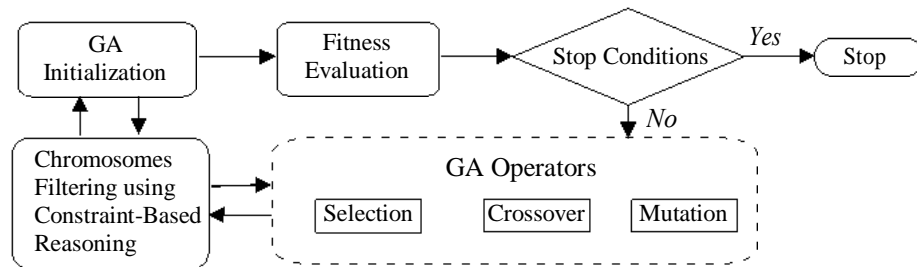 GA
Initialization
Fitness
Evaluation
Stop Conditions
Yes
Stop
No
Chromosomes
Filtering using
Constraint-Based
Reasoning
GA Operators
Selection
Crossover
Mutation